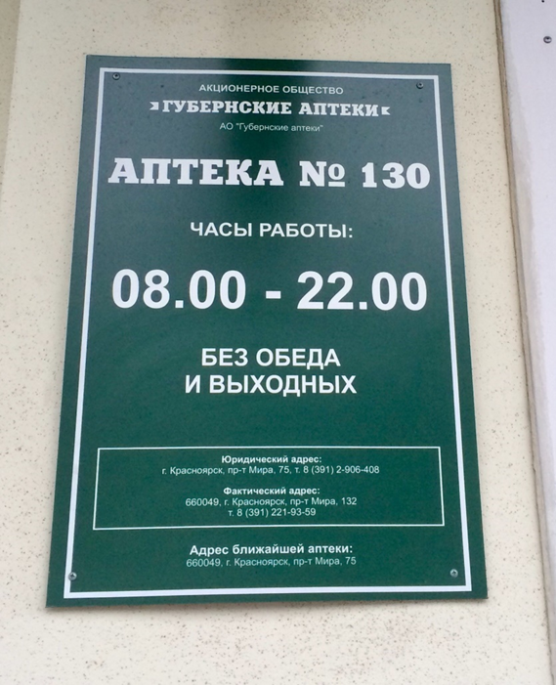 АКЦИОНЕРНОЕ ОБЩЕСТВО
ГУБЕРНСКИЕ АПТЕКИ
АО "Губернские аптеки"
АПТЕКА № 130
ЧАСЫ РАБОТЫ:
08.00 - 22.00
БЕЗ ОБЕДА
И ВЫХОДНЫХ
Юридический адрес:
г. Красноярск, пр-т Мира, 75, т. 8 (391) 2-906-408
Фактический адрес:
660049, г. Красноярск, пр-т Мира, 132
т. 8 (391) 221-93-59
Адрес ближайшей аптеки:
660049, г. Красноярск, пр-т Мира, 75